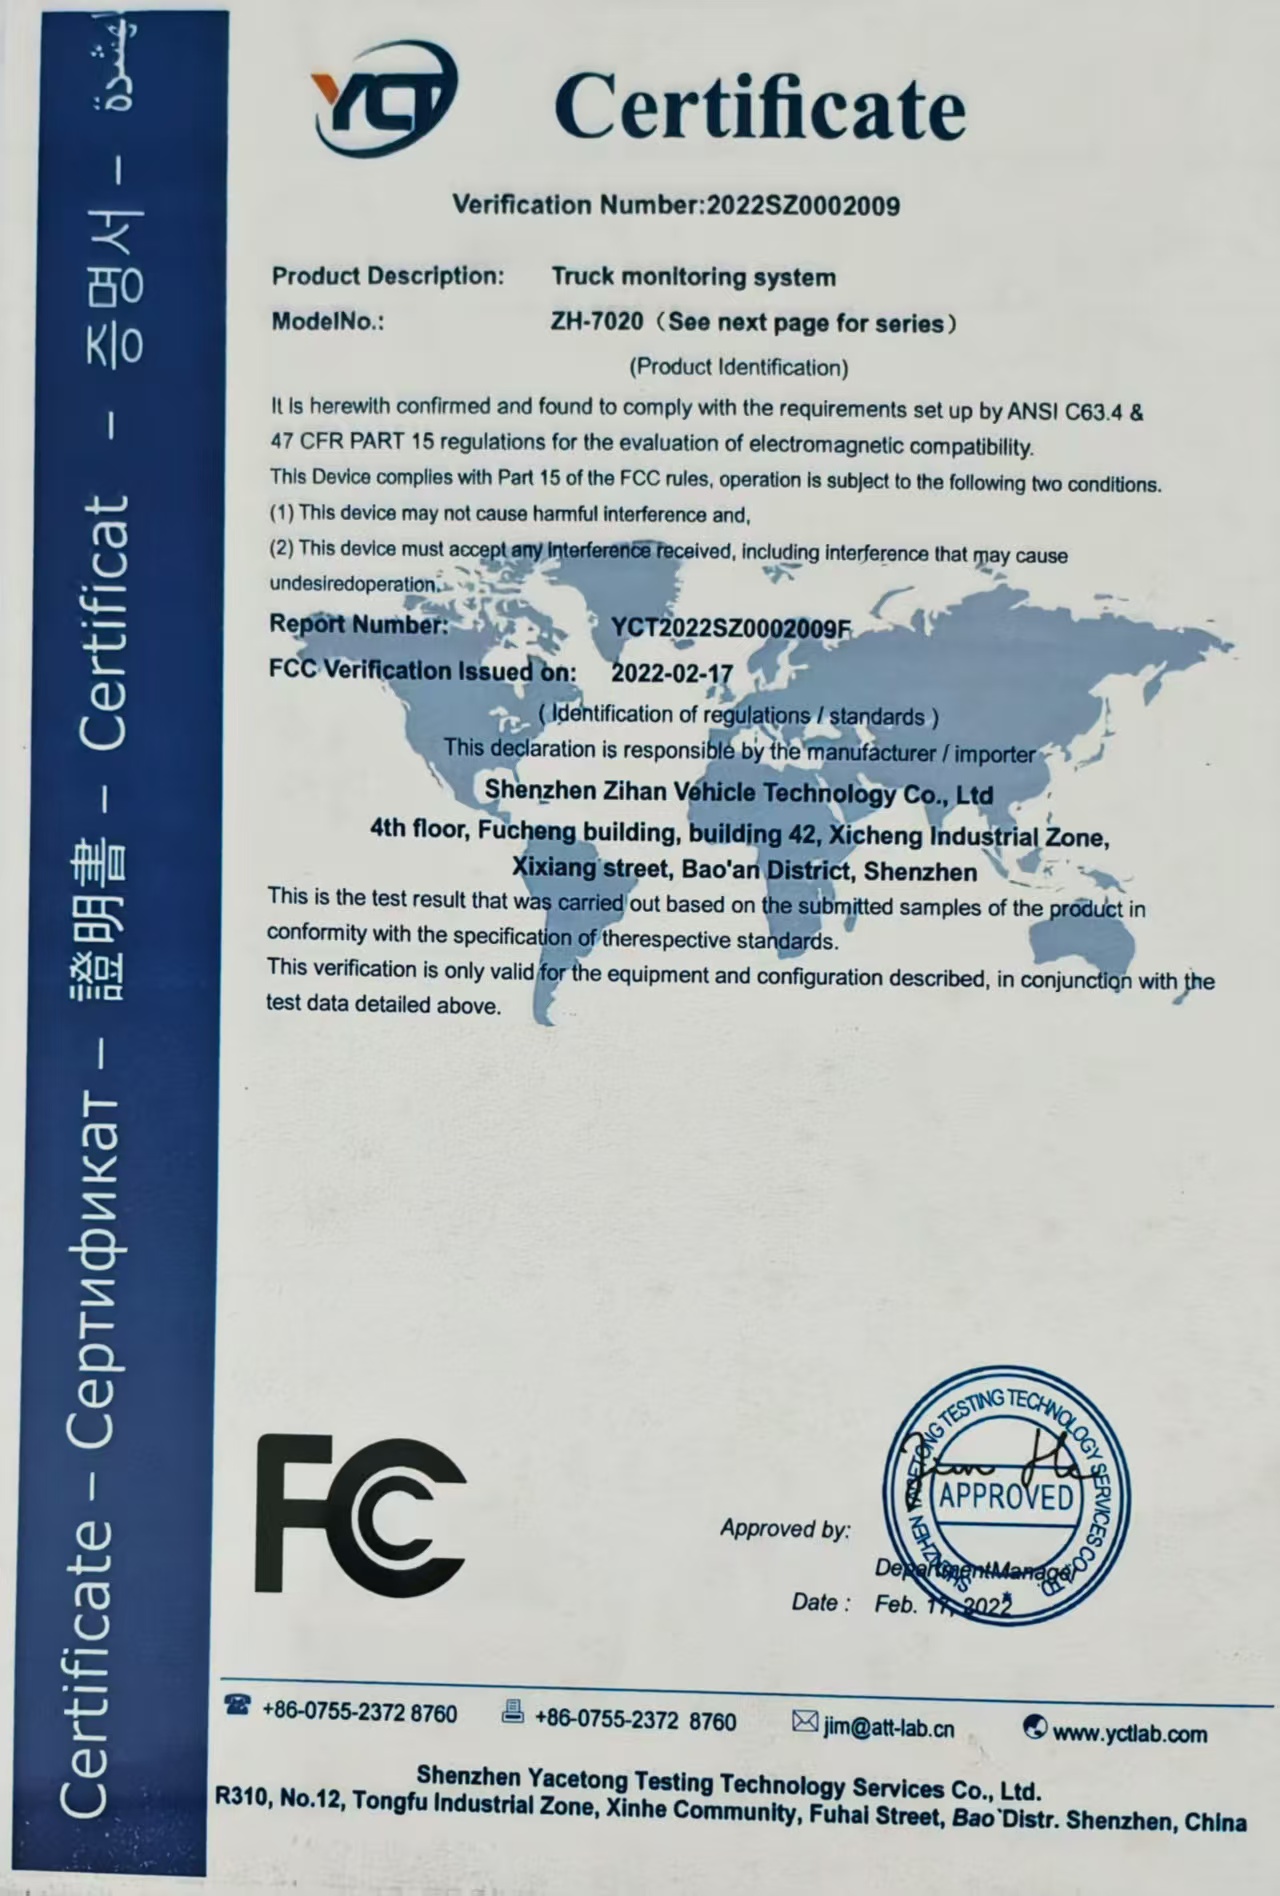 Certificate – Сертификат – 證明書 – Certificat – 증명서 –
YCT
Certificate
Verification Number:2022SZ0002009
Product Description: Truck monitoring system
ModelNo.: ZH-7020（See next page for series）
(Product Identification)
It Is herewith confirmed and found to comply with the requirements set up by ANSI C63.4 &
47 CFR PART 15 regulations for the evaluation of electromagnetic compatibility.
This Device complies with Part 15 of the FCC rules, operation is subject to the following two conditions.
(1) This device may not cause harmful interference and,
(2) This device must accept any Interference received, including interference that may cause
undesiredoperation.
Report Number: YCT2022SZ0002009F
FCC Verification Issued on: 2022-02-17
( Identification of regulations / standards )
This declaration is responsible by the manufacturer / importer
Shenzhen Zihan Vehicle Technology Co., Ltd
4th floor, Fucheng building, building 42, Xicheng Industrial Zone,
Xixiang street, Bao'an District, Shenzhen
This is the test result that was carried out based on the submitted samples of the product in
conformity with the specification of therespective standards.
This verification is only valid for the equipment and configuration described, in conjunction with the
test data detailed above.
FC
SHENZHEN YACETONG TESTING TECHNOLOGY SERVICES CO., LTD.
Jim He
APPROVED
Approved by:
DepartmentManager
Date : Feb. 17, 2022
+86-0755-2372 8760 +86-0755-2372 8760 jim@att-lab.cn www.yctlab.com
Shenzhen Yacetong Testing Technology Services Co., Ltd.
R310, No.12, Tongfu Industrial Zone, Xinhe Community, Fuhai Street, Bao`Distr. Shenzhen, China